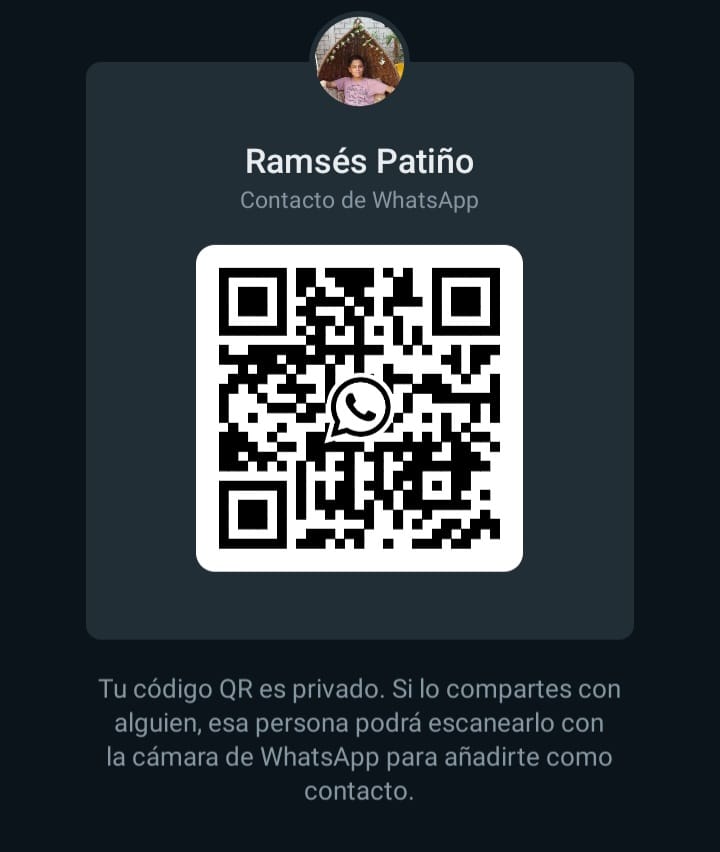 Ramsés Patiño
Contacto de WhatsApp
Tu código QR es privado. Si lo compartes con
alguien, esa persona podrá escanearlo con
la cámara de WhatsApp para añadirte como
contacto.